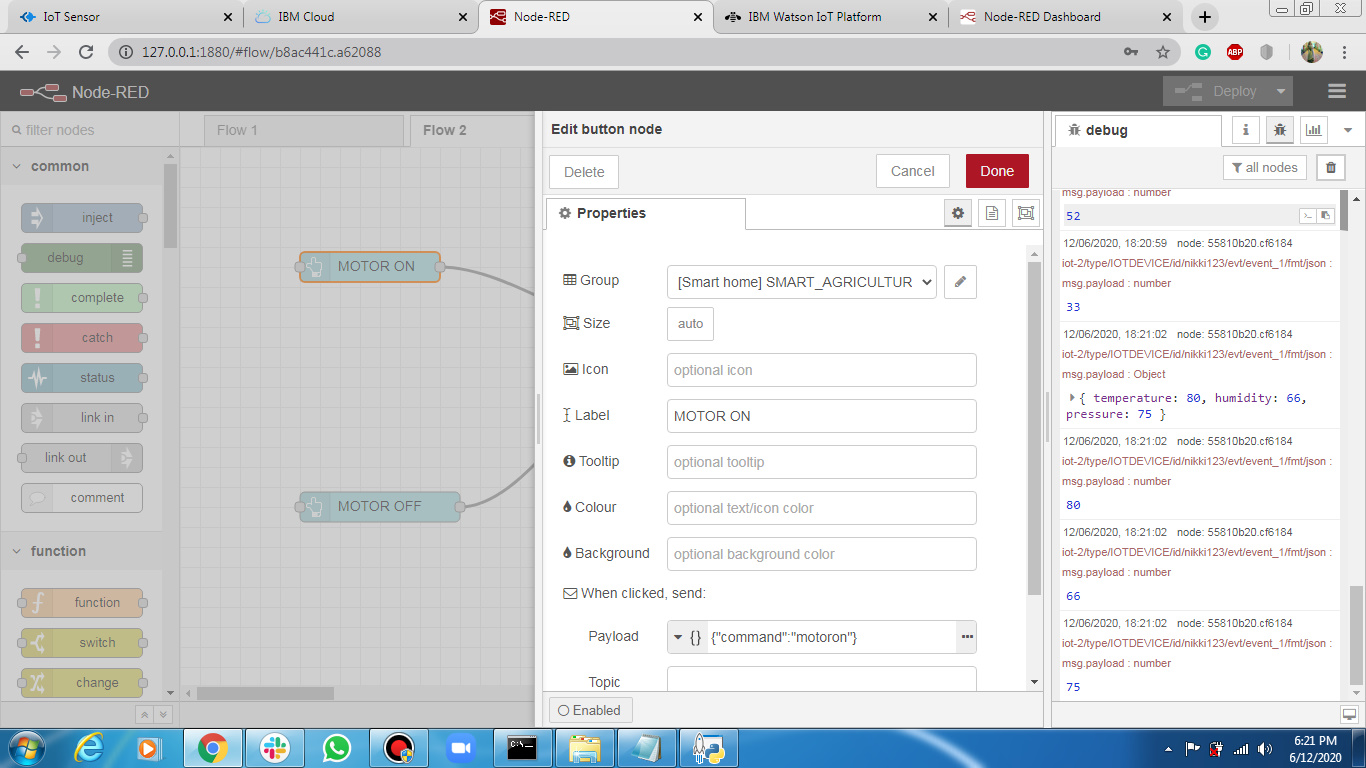 IoT Sensor
IBM Cloud
Node-RED
IBM Watson IoT Platform
Node-RED Dashboard
127.0.0.1:1880/#flow/b8ac441c.a62088
ABP
Node-RED
Deploy
filter nodes
common
inject
debug
complete
catch
status
link in
link out
comment
function
function
switch
change
Flow 1
Flow 2
MOTOR ON
MOTOR OFF
Edit button node
Delete
Cancel
Done
Properties
Group
[Smart home] SMART_AGRICULTUR
Size
auto
Icon
optional icon
Label
MOTOR ON
Tooltip
optional tooltip
Colour
optional text/icon color
Background
optional background color
When clicked, send:
Payload
{} {"command":"motoron"}
Topic
Enabled
debug
all nodes
msg.payload : number
52
12/06/2020, 18:20:59 node: 55810b20.cf6184
iot-2/type/IOTDEVICE/id/nikki123/evt/event_1/fmt/json :
msg.payload : number
33
12/06/2020, 18:21:02 node: 55810b20.cf6184
iot-2/type/IOTDEVICE/id/nikki123/evt/event_1/fmt/json :
msg.payload : Object
{ temperature: 80, humidity: 66,
pressure: 75 }
12/06/2020, 18:21:02 node: 55810b20.cf6184
iot-2/type/IOTDEVICE/id/nikki123/evt/event_1/fmt/json :
msg.payload : number
80
12/06/2020, 18:21:02 node: 55810b20.cf6184
iot-2/type/IOTDEVICE/id/nikki123/evt/event_1/fmt/json :
msg.payload : number
66
12/06/2020, 18:21:02 node: 55810b20.cf6184
iot-2/type/IOTDEVICE/id/nikki123/evt/event_1/fmt/json :
msg.payload : number
75
6:21 PM
6/12/2020